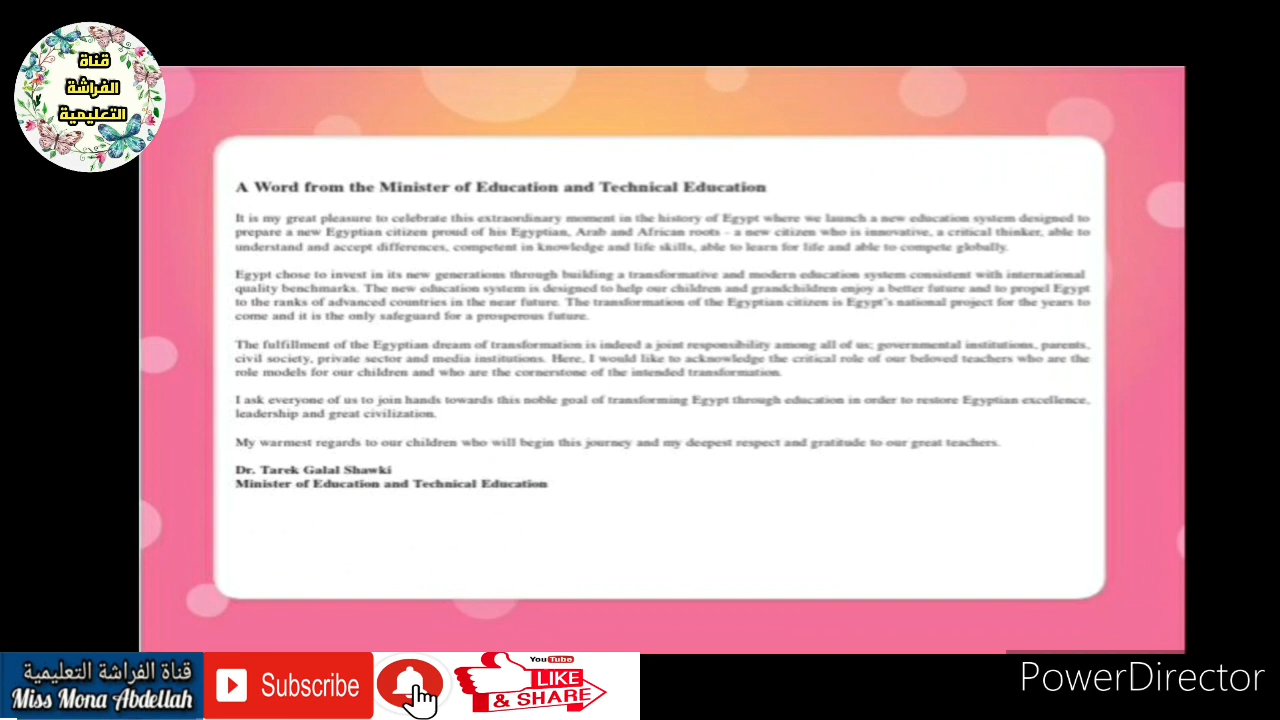 قناة
الفراشة
التعليمية
A Word from the Minister of Education and Technical Education
It is my great pleasure to celebrate this extraordinary moment in the history of Egypt where we launch a new education system designed to
prepare a new Egyptian citizen proud of his Egyptian, Arab and African roots - a new citizen who is innovative, a critical thinker, able to
understand and accept differences, competent in knowledge and life skills, able to learn for life and able to compete globally.
Egypt chose to invest in its new generations through building a transformative and modern education system consistent with international
quality benchmarks. The new education system is designed to help our children and grandchildren enjoy a better future and to propel Egypt
to the ranks of advanced countries in the near future. The transformation of the Egyptian citizen is Egypt's national project for the years to
come and it is the only safeguard for a prosperous future.
The fulfillment of the Egyptian dream of transformation is indeed a joint responsibility among all of us; governmental institutions, parents,
civil society, private sector and media institutions. Here, I would like to acknowledge the critical role of our beloved teachers who are the
role models for our children and who are the cornerstone of the intended transformation.
I ask everyone of us to join hands towards this noble goal of transforming Egypt through education in order to restore Egyptian excellence,
leadership and great civilization.
My warmest regards to our children who will begin this journey and my deepest respect and gratitude to our great teachers.
Dr. Tarek Galal Shawki
Minister of Education and Technical Education
قناة الفراشة التعليمية
Miss Mona Abdellah
Subscribe
YouTube
LIKE
& SHARE
PowerDirector